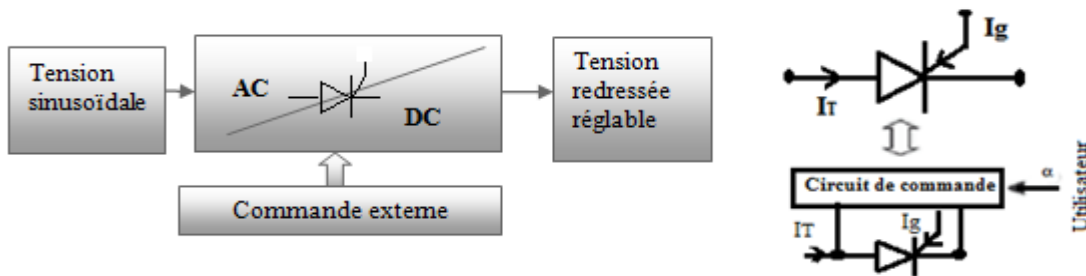 Tension
sinusoïdale
AC
DC
Tension
redressée
réglable
Commande externe
Ig
IT
Circuit de commande
α
Utilisateur
IT
Ig